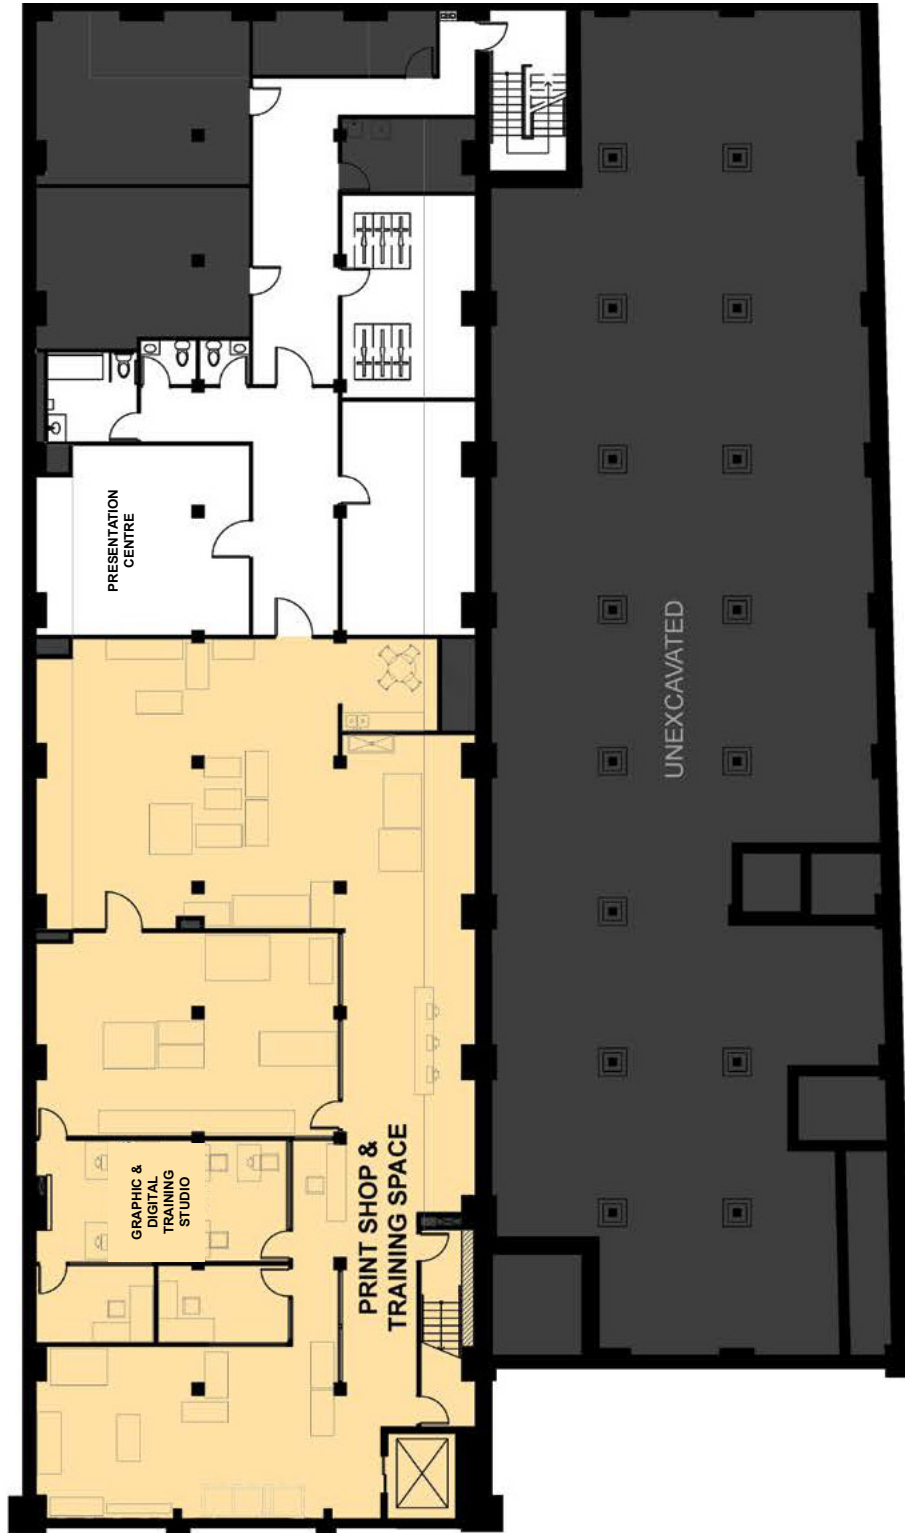 PRESENTATION
CENTRE
UNEXCAVATED
GRAPHIC &
DIGITAL
TRAINING
STUDIO
PRINT SHOP &
TRAINING SPACE